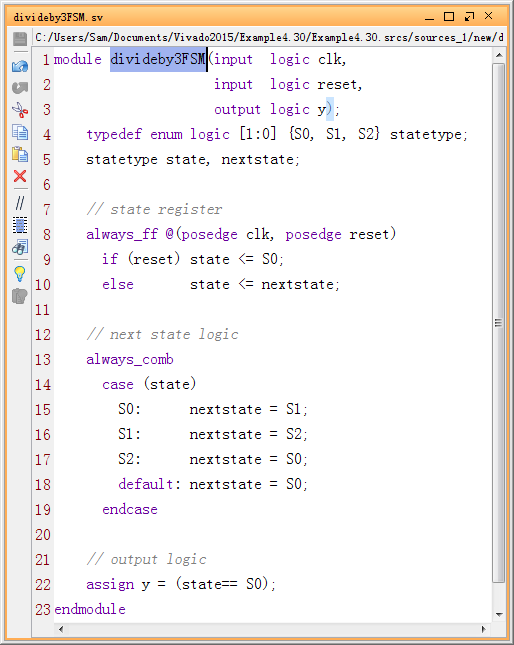 divideby3FSM.sv
C:/Users/Sam/Documents/Vivado2015/Example4.30/Example4.30.srcs/sources_1/new/d
1 module divideby3FSM(input  logic clk,
2                     input  logic reset,
3                     output logic y);
4     typedef enum logic [1:0] {S0, S1, S2} statetype;
5     statetype state, nextstate;
6
7     // state register
8     always_ff @(posedge clk, posedge reset)
9       if (reset) state <= S0;
10       else       state <= nextstate;
11
12     // next state logic
13     always_comb
14       case (state)
15         S0:      nextstate = S1;
16         S1:      nextstate = S2;
17         S2:      nextstate = S0;
18         default: nextstate = S0;
19       endcase
20
21     // output logic
22     assign y = (state== S0);
23 endmodule